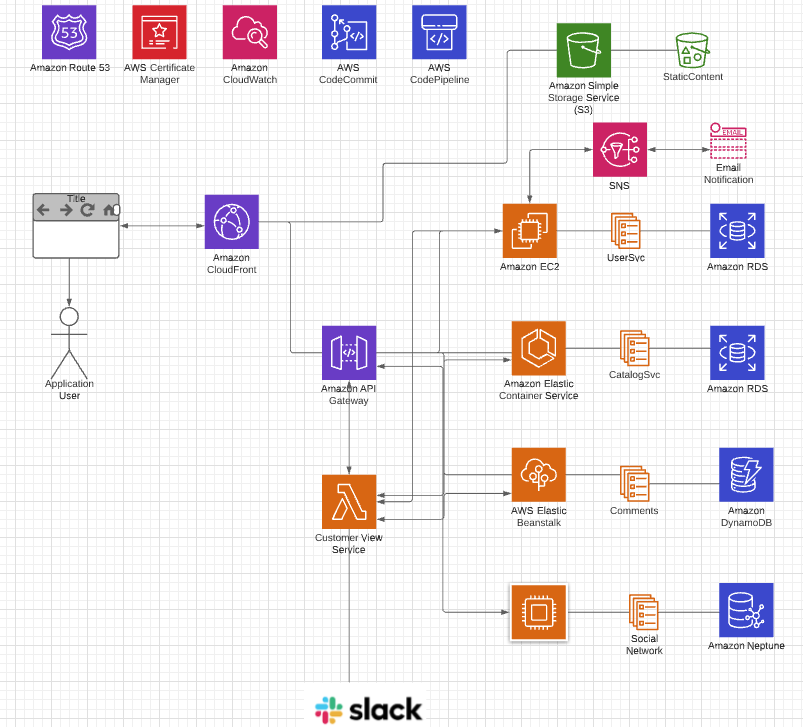 53
Amazon Route 53
AWS Certificate
Manager
Amazon
CloudWatch
AWS
CodeCommit
AWS
CodePipeline
Amazon Simple
Storage Service
(S3)
StaticContent
SNS
EMAIL
Email
Notification
Title
Amazon
CloudFront
Amazon EC2
UserSvc
Amazon RDS
Application
User
Amazon API
Gateway
Amazon Elastic
Container Service
CatalogSvc
Amazon RDS
Customer View
Service
AWS Elastic
Beanstalk
Comments
Amazon
DynamoDB
Social
Network
Amazon Neptune
slack